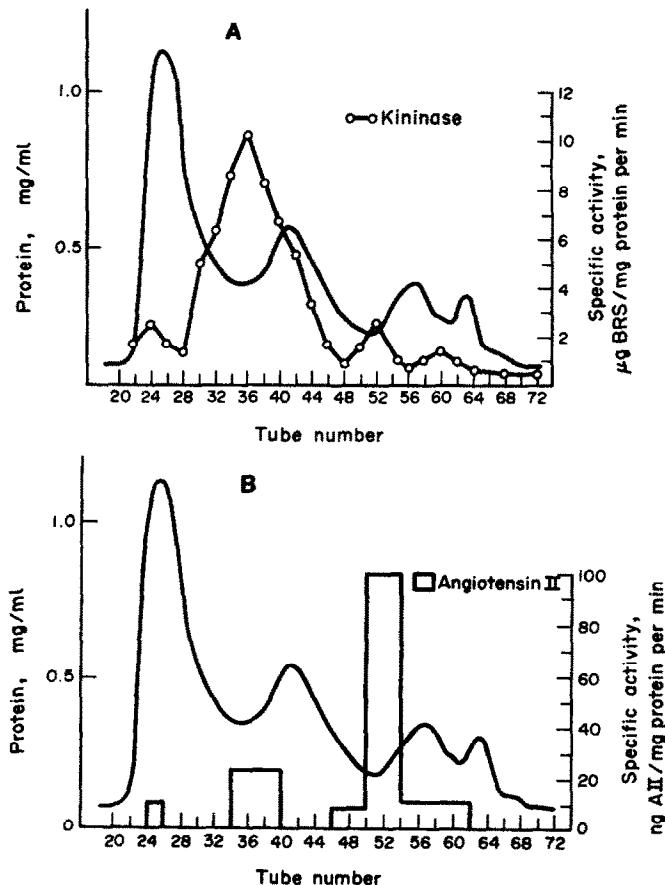 A
1.0
0.5
Protein, mg/ml
Kininase
12
10
8
6
4
2
Specific activity,
μg BRS/mg protein per min
20 24 28 32 36 40 44 48 52 56 60 64 68 72
Tube number
B
1.0
0.5
0
Protein, mg/ml
Angiotensin II
100
80
60
40
20
0
Specific activity,
ng AII/mg protein per min
20 24 28 32 36 40 44 48 52 56 60 64 68 72
Tube number